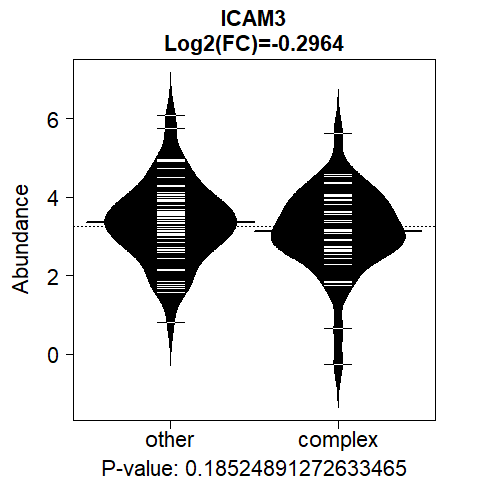 ICAM3
Log2(FC)=-0.2964
Abundance
6
4
2
0
other
complex
P-value: 0.18524891272633465